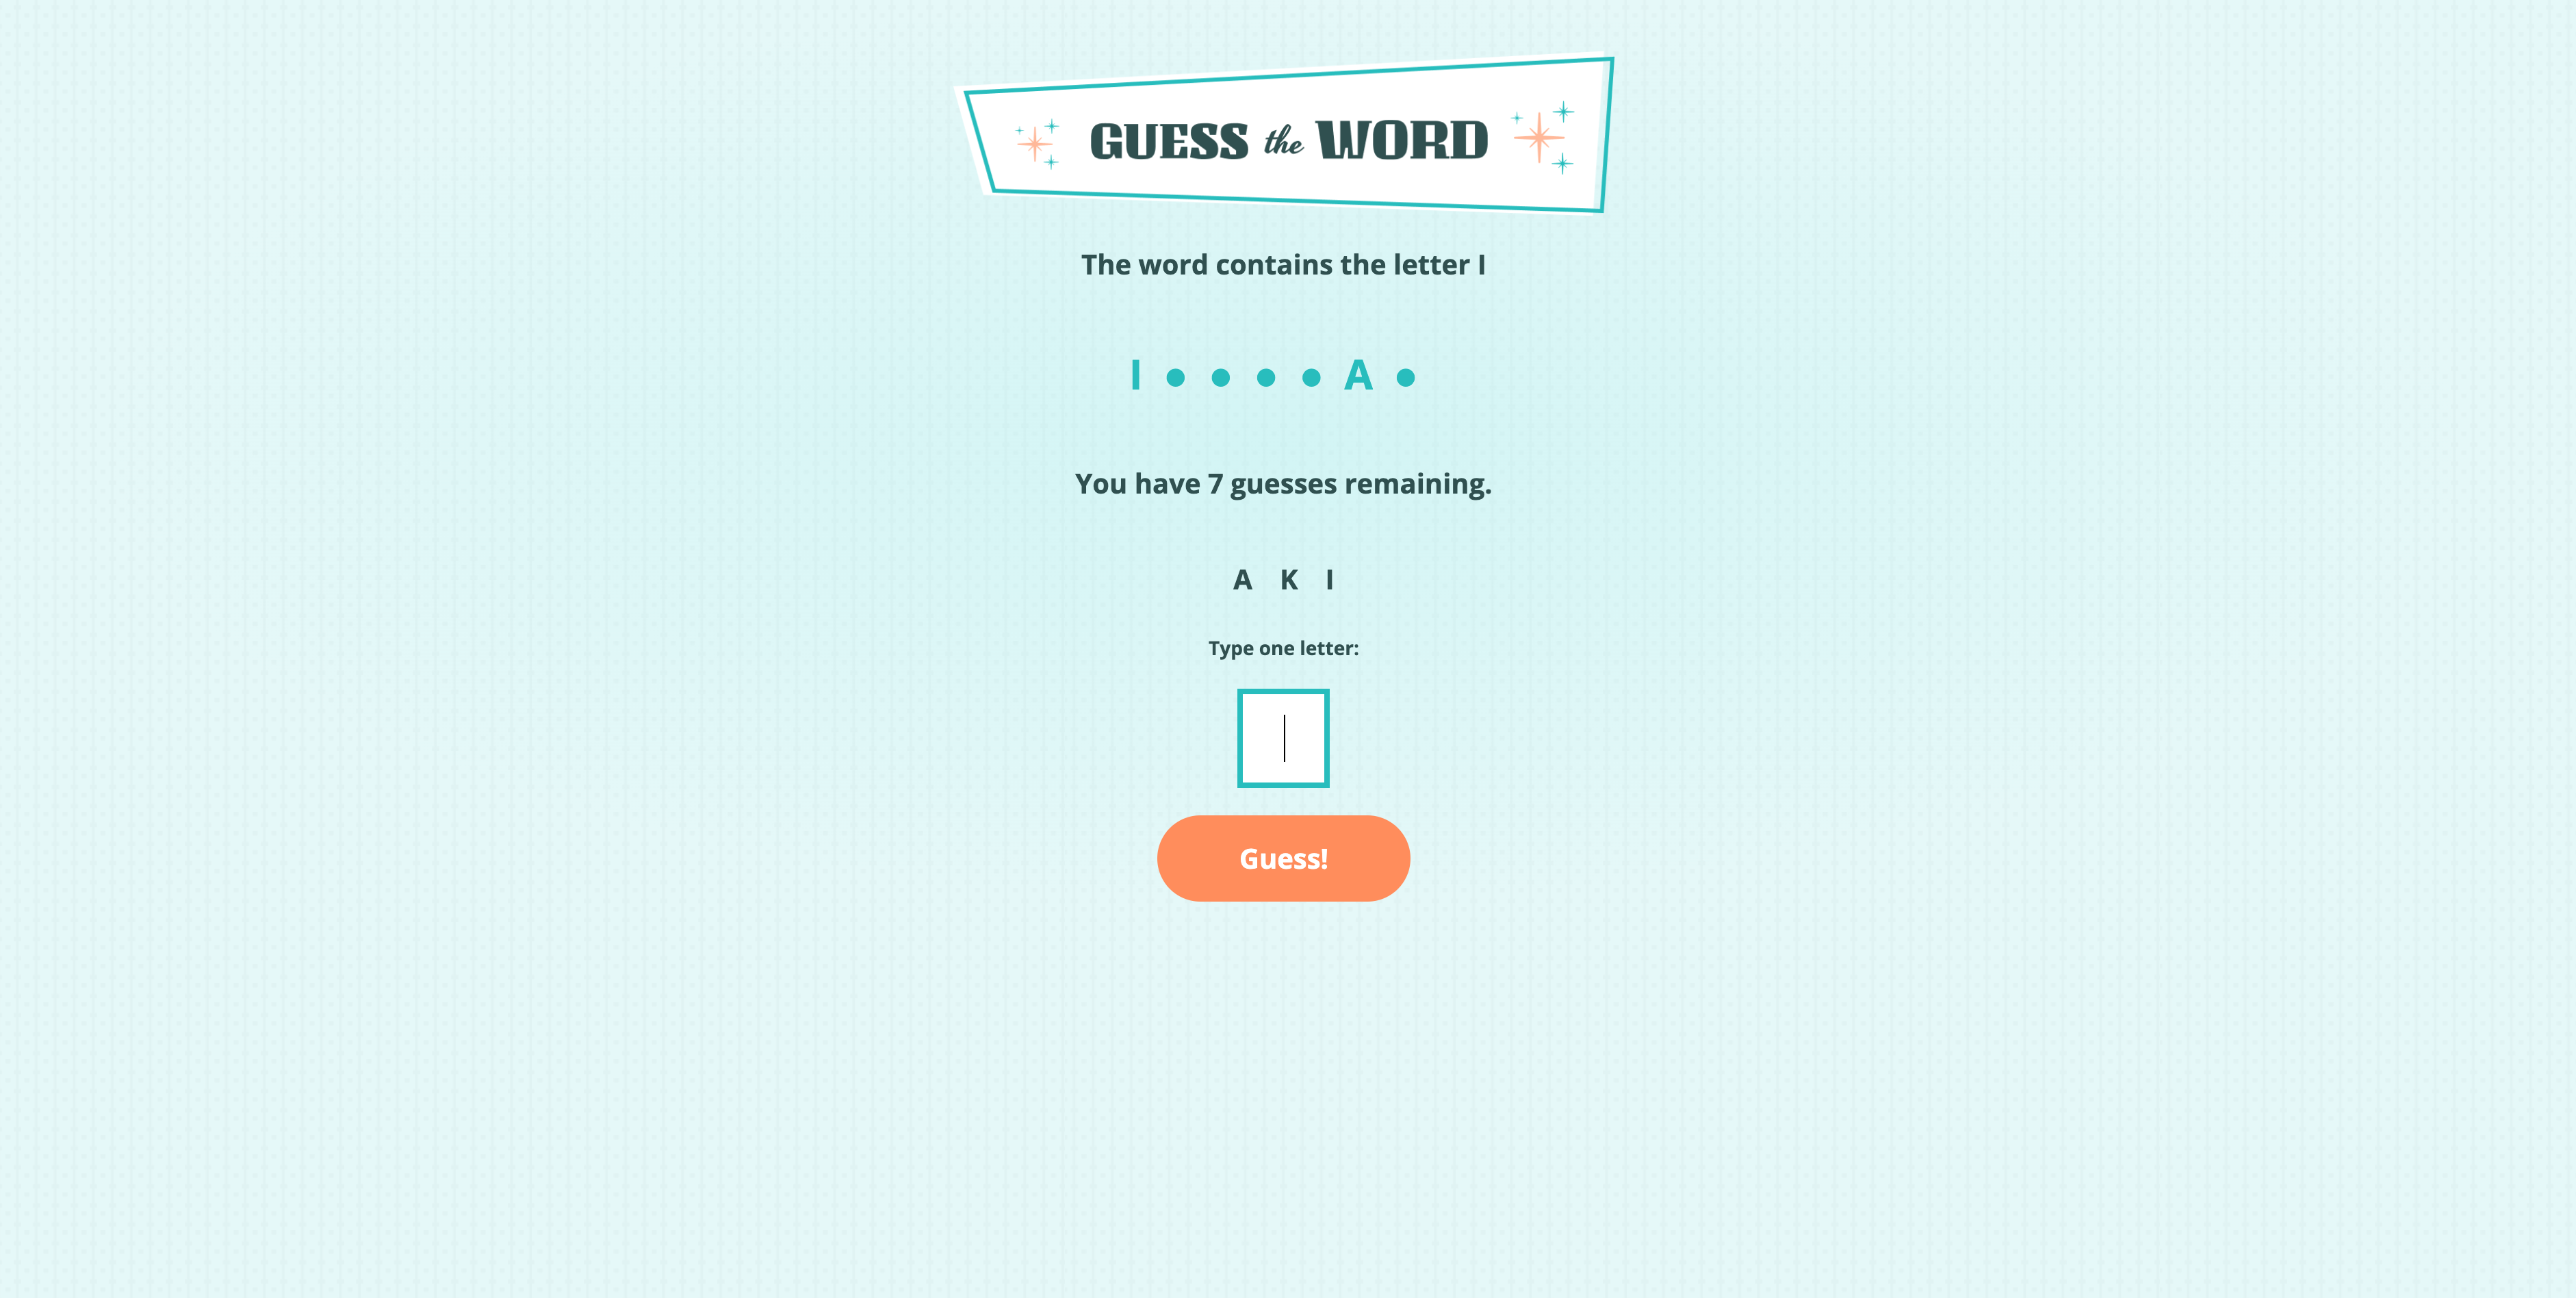 GUESS the WORD
The word contains the letter I
I ● ● ● ● A ●
You have 7 guesses remaining.
A K I
Type one letter:
Guess!